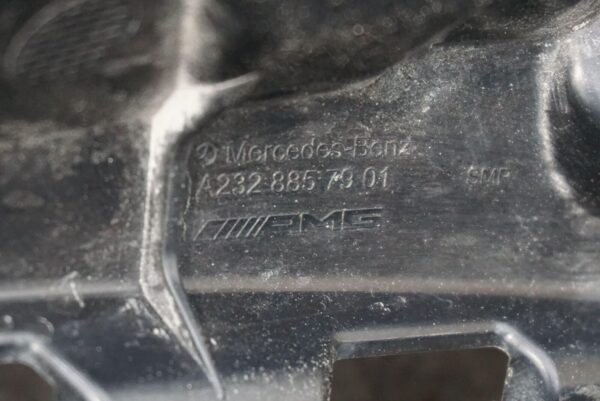 Mercedes-Benz
A232 885 79 01
SMP
AMG